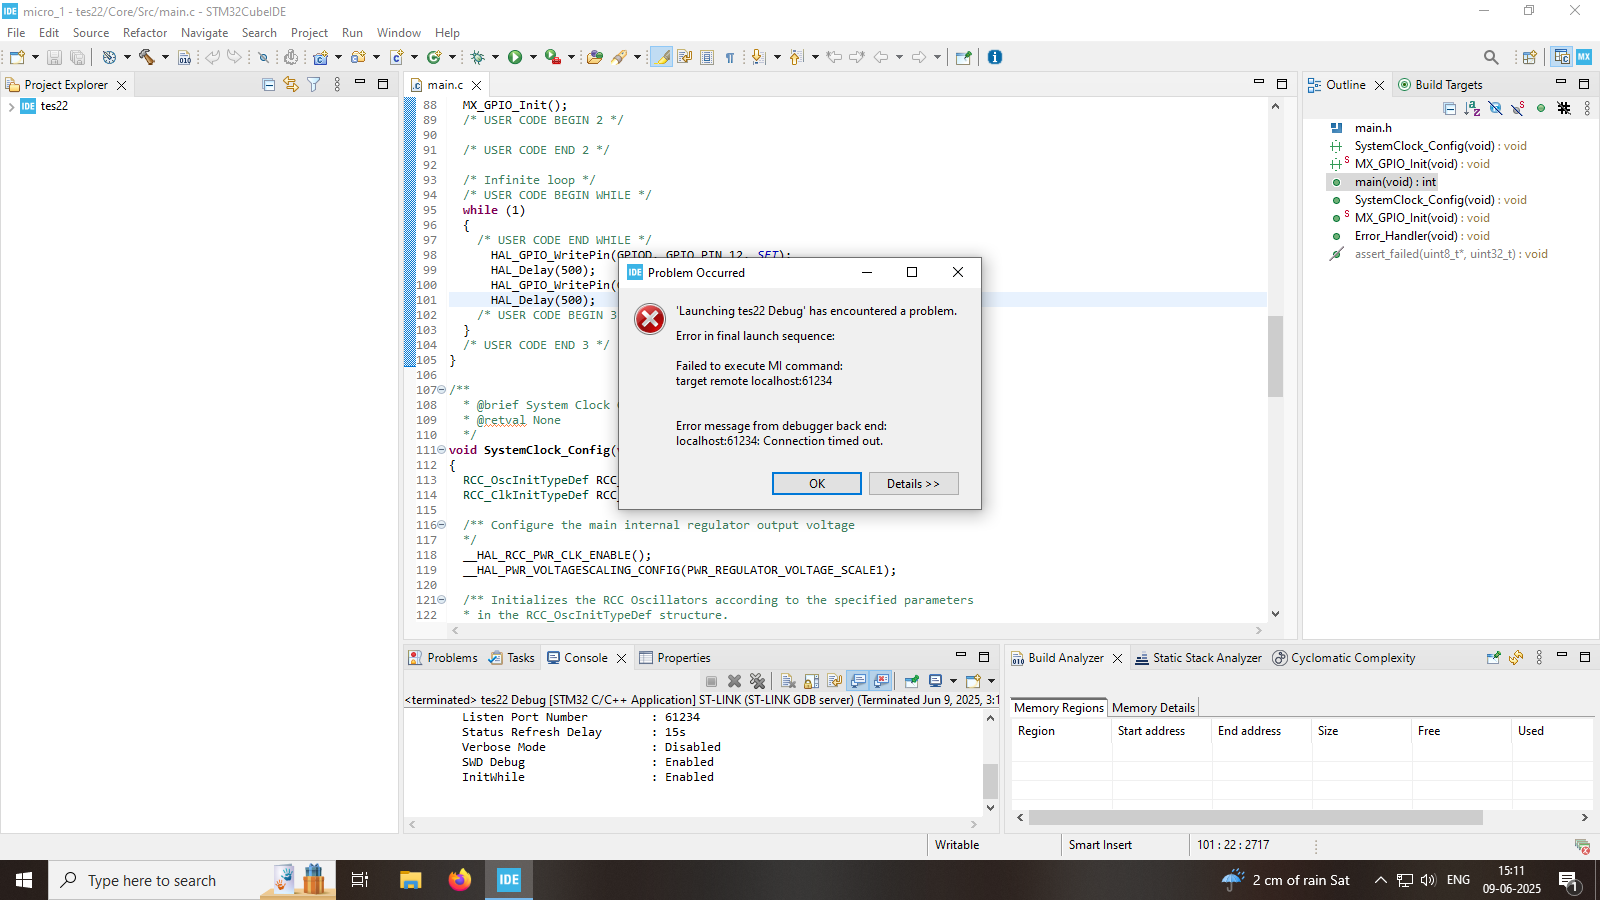 IDE micro_1 - tes22/Core/Src/main.c - STM32CubeIDE
File Edit Source Refactor Navigate Search Project Run Window Help
Project Explorer
IDE tes22
main.c
88 MX_GPIO_Init();
89 /* USER CODE BEGIN 2 */
90
91 /* USER CODE END 2 */
92
93 /* Infinite loop */
94 /* USER CODE BEGIN WHILE */
95 while (1)
96 {
97 /* USER CODE END WHILE */
98 HAL_GPIO_WritePin(GPIOD, GPIO_PIN_12, SET);
99 HAL_Delay(500);
100 HAL_GPIO_WritePin(
101 HAL_Delay(500);
102 /* USER CODE BEGIN 3
103 }
104 /* USER CODE END 3 */
105 }
106
107 /**
108 * @brief System Clock
109 * @retval None
110 */
111 void SystemClock_Config(
112 {
113 RCC_OscInitTypeDef RCC_
114 RCC_ClkInitTypeDef RCC_
115
116 /** Configure the main internal regulator output voltage
117 */
118 __HAL_RCC_PWR_CLK_ENABLE();
119 __HAL_PWR_VOLTAGESCALING_CONFIG(PWR_REGULATOR_VOLTAGE_SCALE1);
120
121 /** Initializes the RCC Oscillators according to the specified parameters
122 * in the RCC_OscInitTypeDef structure.
IDE Problem Occurred
'Launching tes22 Debug' has encountered a problem.
Error in final launch sequence:
Failed to execute MI command:
target remote localhost:61234
Error message from debugger back end:
localhost:61234: Connection timed out.
OK Details >>
Outline Build Targets
main.h
SystemClock_Config(void) : void
MX_GPIO_Init(void) : void
main(void) : int
SystemClock_Config(void) : void
MX_GPIO_Init(void) : void
Error_Handler(void) : void
assert_failed(uint8_t*, uint32_t) : void
Problems Tasks Console Properties
<terminated> tes22 Debug [STM32 C/C++ Application] ST-LINK (ST-LINK GDB server) (Terminated Jun 9, 2025, 3:1
Listen Port Number : 61234
Status Refresh Delay : 15s
Verbose Mode : Disabled
SWD Debug : Enabled
InitWhile : Enabled
Build Analyzer Static Stack Analyzer Cyclomatic Complexity
Memory Regions Memory Details
Region Start address End address Size Free Used
Writable Smart Insert 101 : 22 : 2717
Type here to search
IDE
2 cm of rain Sat
ENG
15:11
09-06-2025
1